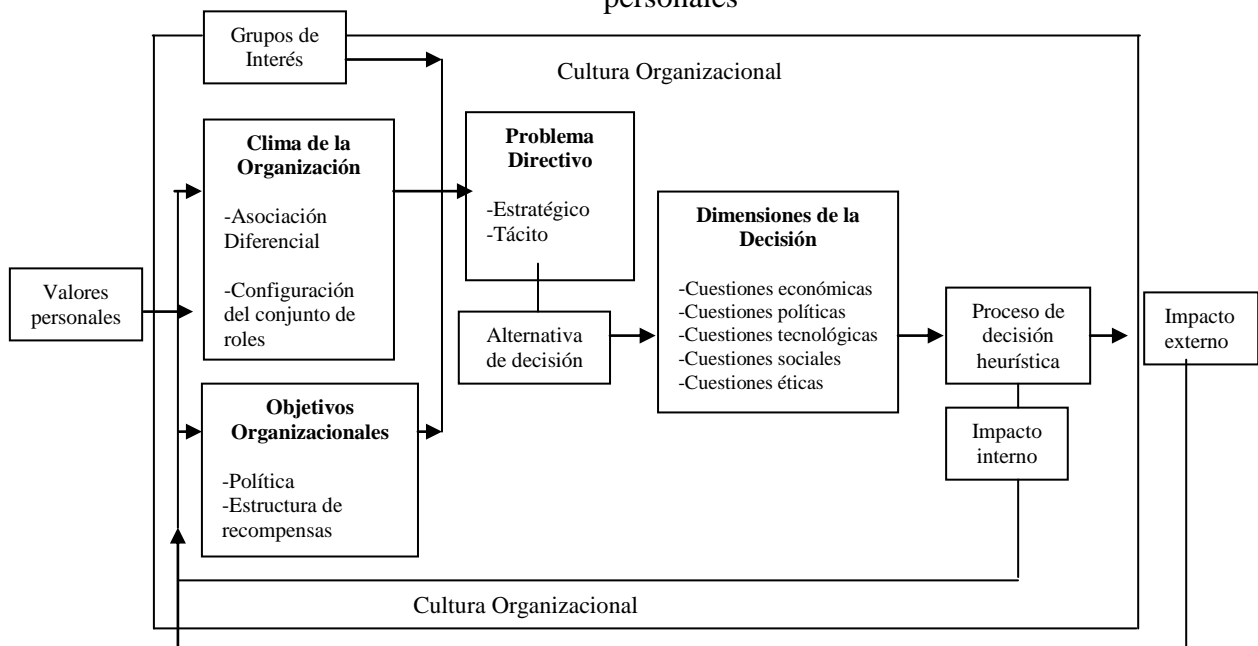 personales
Grupos de
Interés
Cultura Organizacional
Clima de la
Organización
-Asociación
Diferencial
-Configuración
del conjunto de
roles
Problema
Directivo
-Estratégico
-Tácito
Dimensiones de la
Decisión
-Cuestiones económicas
-Cuestiones políticas
-Cuestiones tecnológicas
-Cuestiones sociales
-Cuestiones éticas
Valores
personales
Alternativa
de decisión
Proceso de
decisión
heurística
Impacto
externo
Objetivos
Organizacionales
-Política
-Estructura de
recompensas
Impacto
interno
Cultura Organizacional